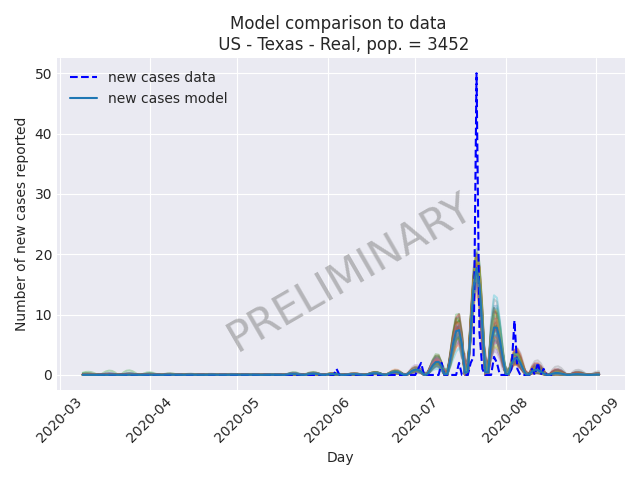 Model comparison to data
US - Texas - Real, pop. = 3452
new cases data
new cases model
50
40
30
20
10
0
Number of new cases reported
PRELIMINARY
2020-03
2020-04
2020-05
2020-06
2020-07
2020-08
2020-09
Day